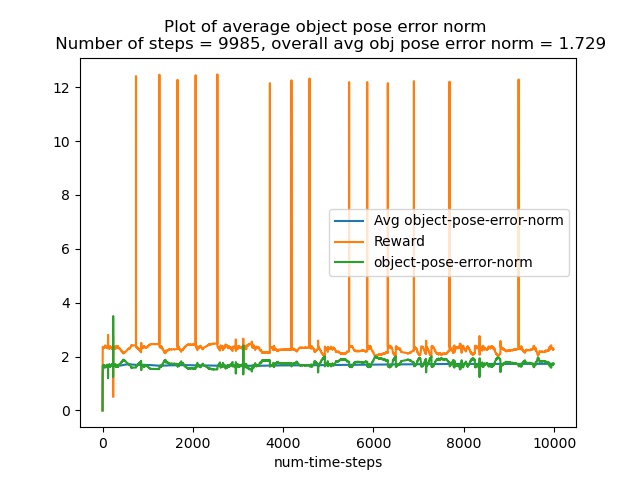 Plot of average object pose error norm
Number of steps = 9985, overall avg obj pose error norm = 1.729
12
10
8
6
4
2
0
Avg object-pose-error-norm
Reward
object-pose-error-norm
0 2000 4000 6000 8000 10000
num-time-steps